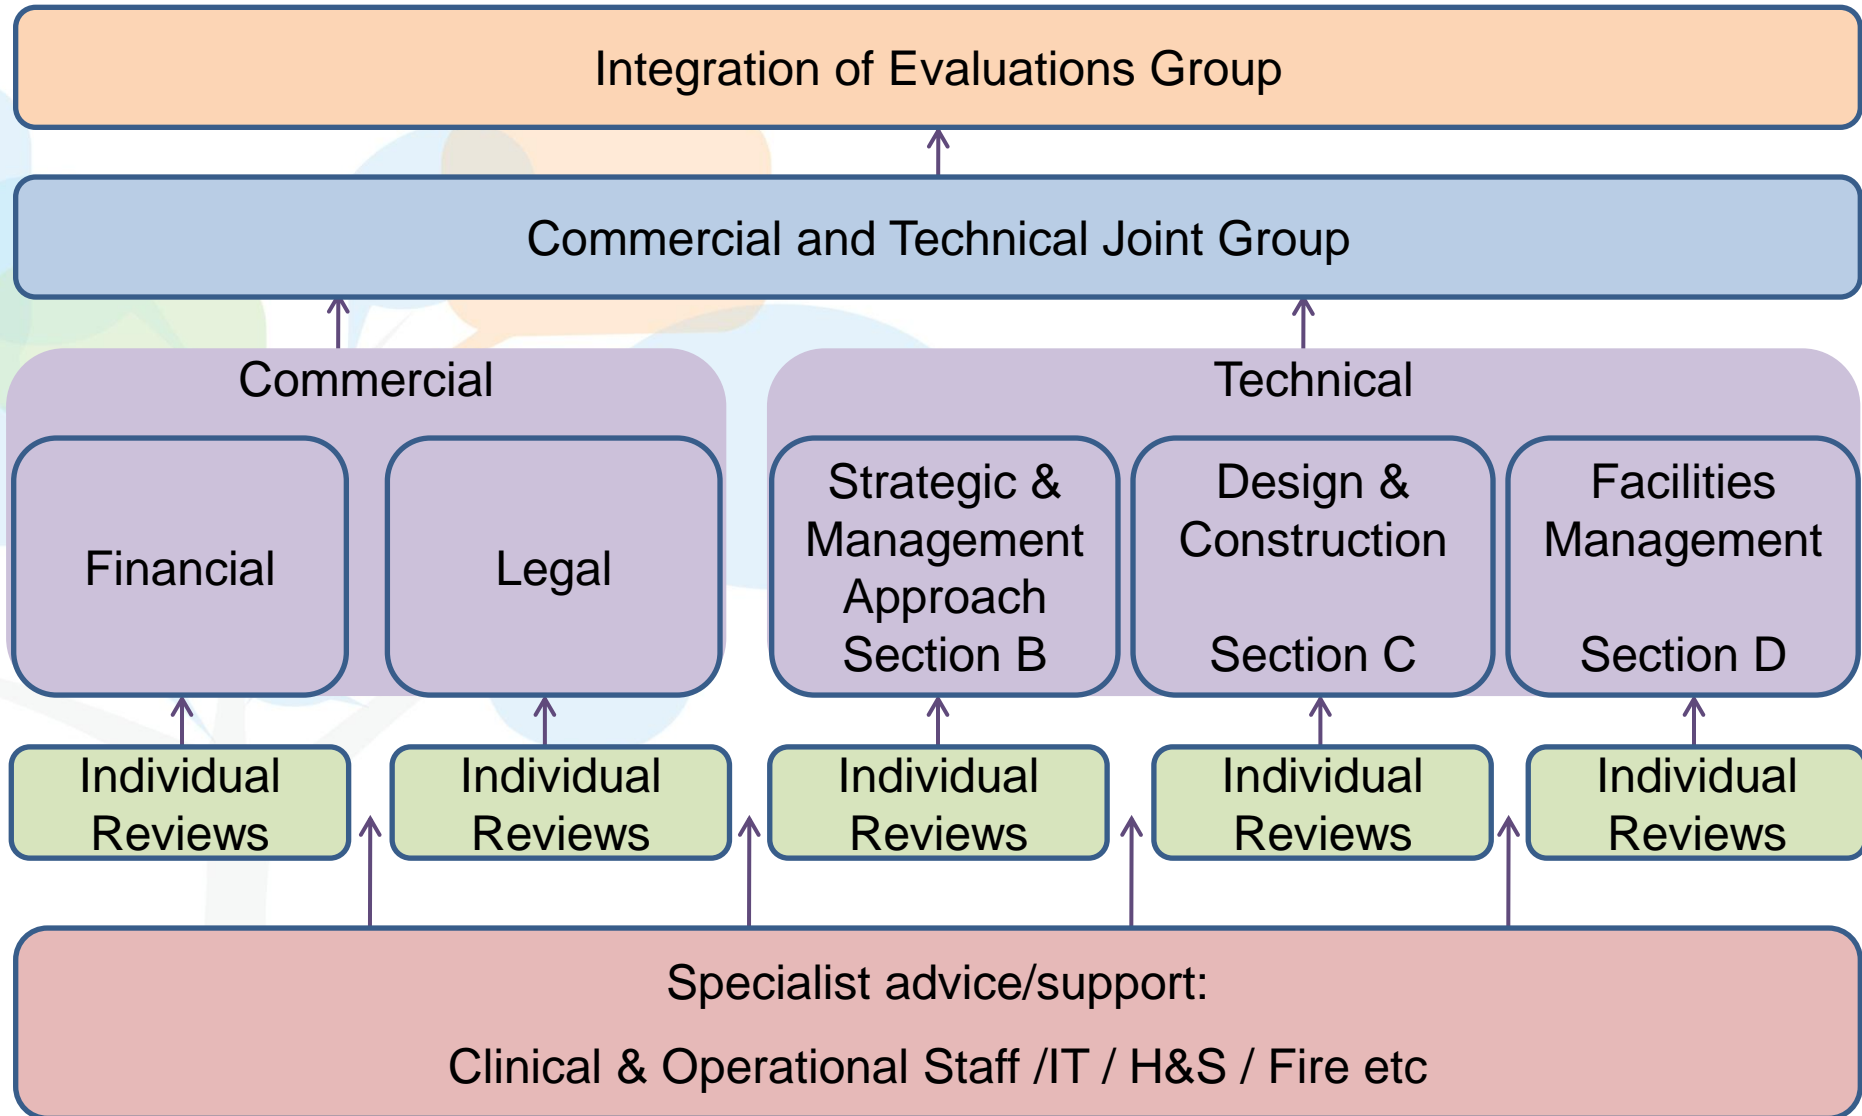 Integration of Evaluations Group
Commercial and Technical Joint Group
Commercial
Technical
Financial
Legal
Strategic &
Management
Approach
Section B
Design &
Construction
Section C
Facilities
Management
Section D
Individual
Reviews
Individual
Reviews
Individual
Reviews
Individual
Reviews
Individual
Reviews
Specialist advice/support:
Clinical & Operational Staff /IT / H&S / Fire etc